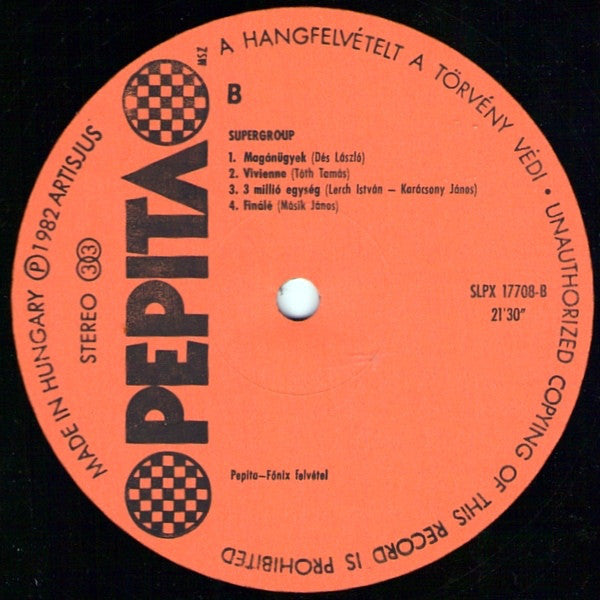 A HANGFELVÉTELT A TÖRVÉNY VÉDI • UNAUTHORIZED COPYING OF THIS RECORD IS PROHIBITED
MADE IN HUNGARY Ⓟ 1982 ARTISJUS
STEREO 33
PEPITA
MSZ
B
SUPERGROUP
1. Magánügyek (Dés László)
2. Vivienne (Tóth Tamás)
3. 3 millió egység (Lerch István – Karácsony János)
4. Finálé (Másik János)
SLPX 17708-B
21'30"
Pepita–Főnix felvétel